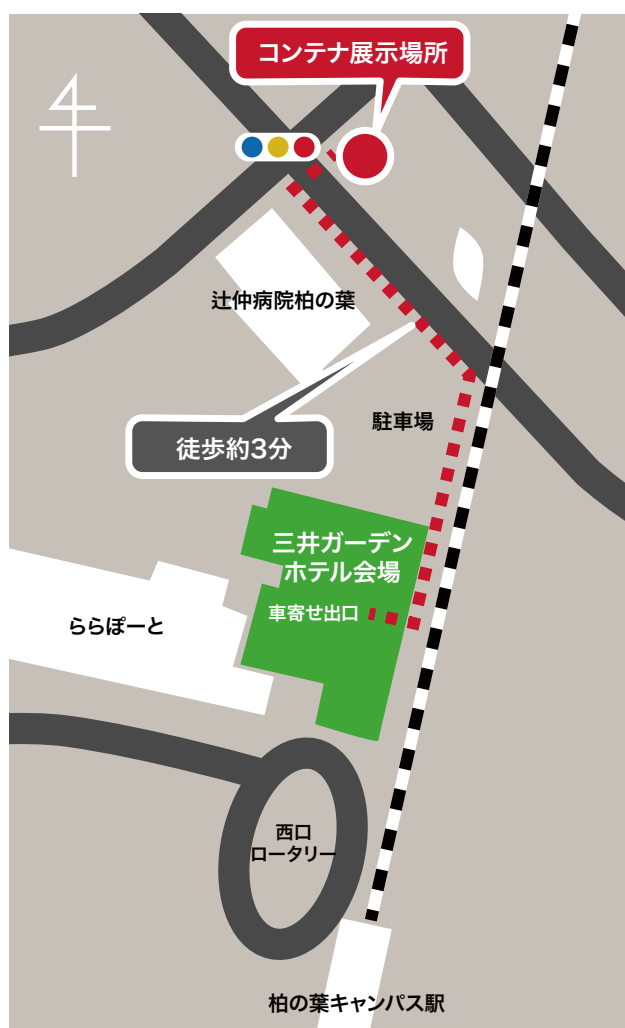 コンテナ展示場所
辻仲病院柏の葉
駐車場
徒歩約3分
三井ガーデン
ホテル会場
車寄せ出口
ららぽーと
西口
ロータリー
柏の葉キャンパス駅